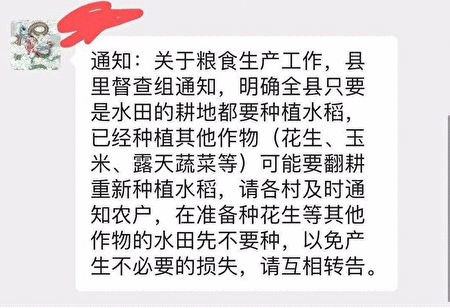 通知：关于粮食生产工作，县
里督查组通知，明确全县只要
是水田的耕地都要种植水稻，
已经种植其他作物（花生、玉
米、露天蔬菜等）可能要翻耕
重新种植水稻，请各村及时通
知农户，在准备种花生等其他
作物的水田先不要种，以免产
生不必要的损失，请互相转告。